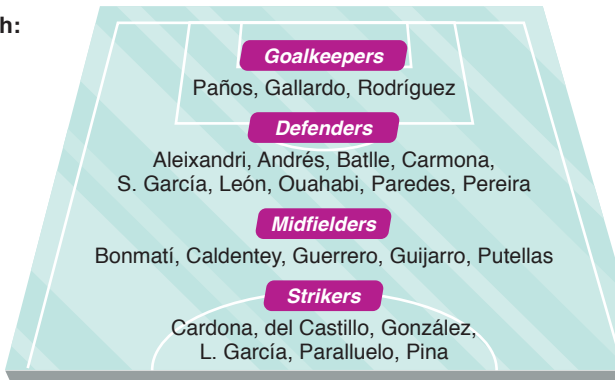 h:
Goalkeepers
Paños, Gallardo, Rodríguez
Defenders
Aleixandri, Andrés, Batlle, Carmona,
S. García, León, Ouahabi, Paredes, Pereira
Midfielders
Bonmatí, Caldentey, Guerrero, Guijarro, Putellas
Strikers
Cardona, del Castillo, González,
L. García, Paralluelo, Pina